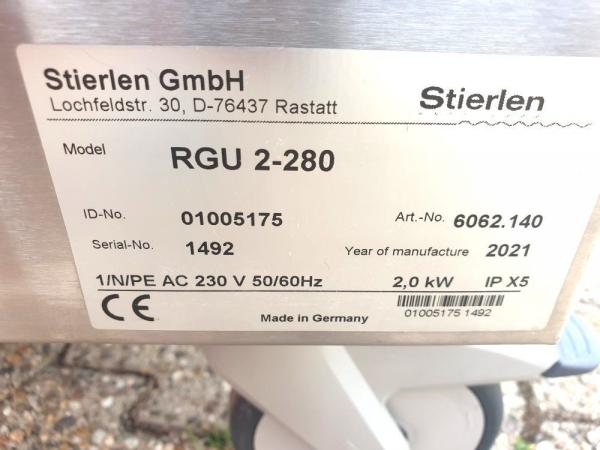 Stierlen GmbH
Lochfeldstr. 30, D-76437 Rastatt
Stierlen
Model RGU 2-280
ID-No. 01005175 Art.-No. 6062.140
Serial-No. 1492 Year of manufacture 2021
1/N/PE AC 230 V 50/60Hz 2,0 kW IP X5
CE Made in Germany 01005175 1492